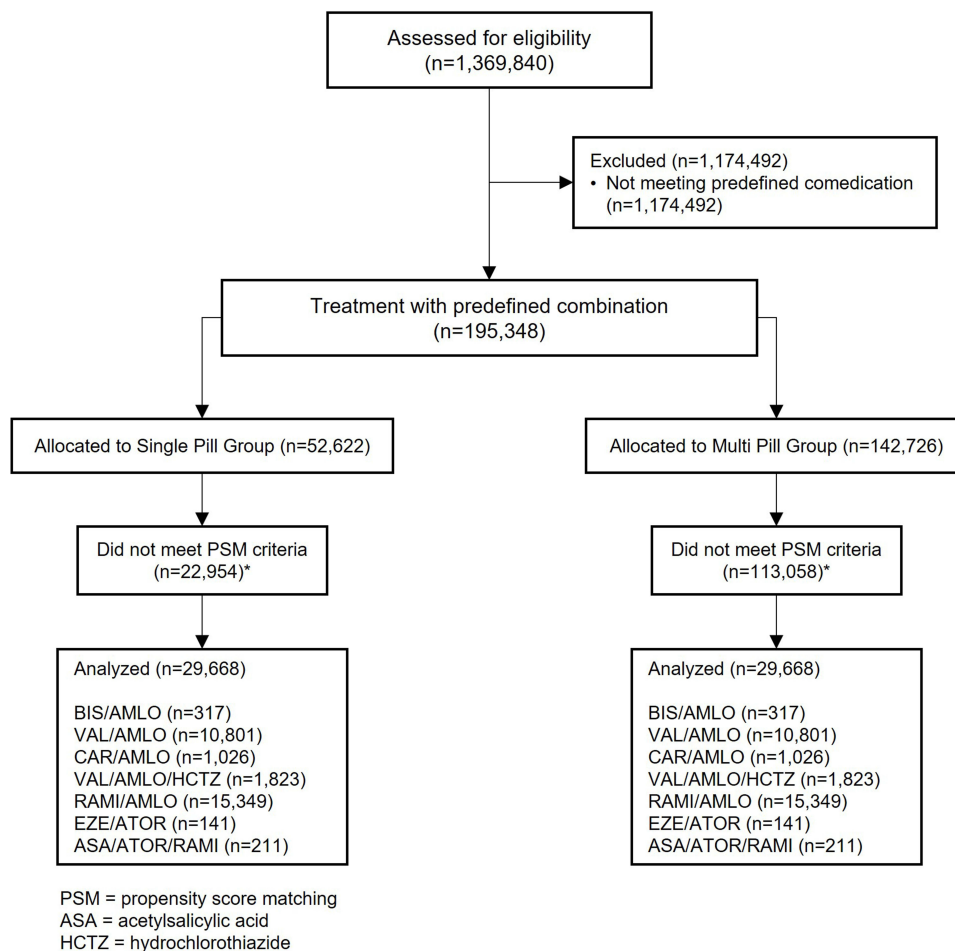 Assessed for eligibility
(n=1,369,840)
Excluded (n=1,174,492)
• Not meeting predefined comedication
(n=1,174,492)
Treatment with predefined combination
(n=195,348)
Allocated to Single Pill Group (n=52,622)
Allocated to Multi Pill Group (n=142,726)
Did not meet PSM criteria
(n=22,954)*
Did not meet PSM criteria
(n=113,058)*
Analyzed (n=29,668)
BIS/AMLO (n=317)
VAL/AMLO (n=10,801)
CAR/AMLO (n=1,026)
VAL/AMLO/HCTZ (n=1,823)
RAMI/AMLO (n=15,349)
EZE/ATOR (n=141)
ASA/ATOR/RAMI (n=211)
Analyzed (n=29,668)
BIS/AMLO (n=317)
VAL/AMLO (n=10,801)
CAR/AMLO (n=1,026)
VAL/AMLO/HCTZ (n=1,823)
RAMI/AMLO (n=15,349)
EZE/ATOR (n=141)
ASA/ATOR/RAMI (n=211)
PSM = propensity score matching
ASA = acetylsalicylic acid
HCTZ = hydrochlorothiazide